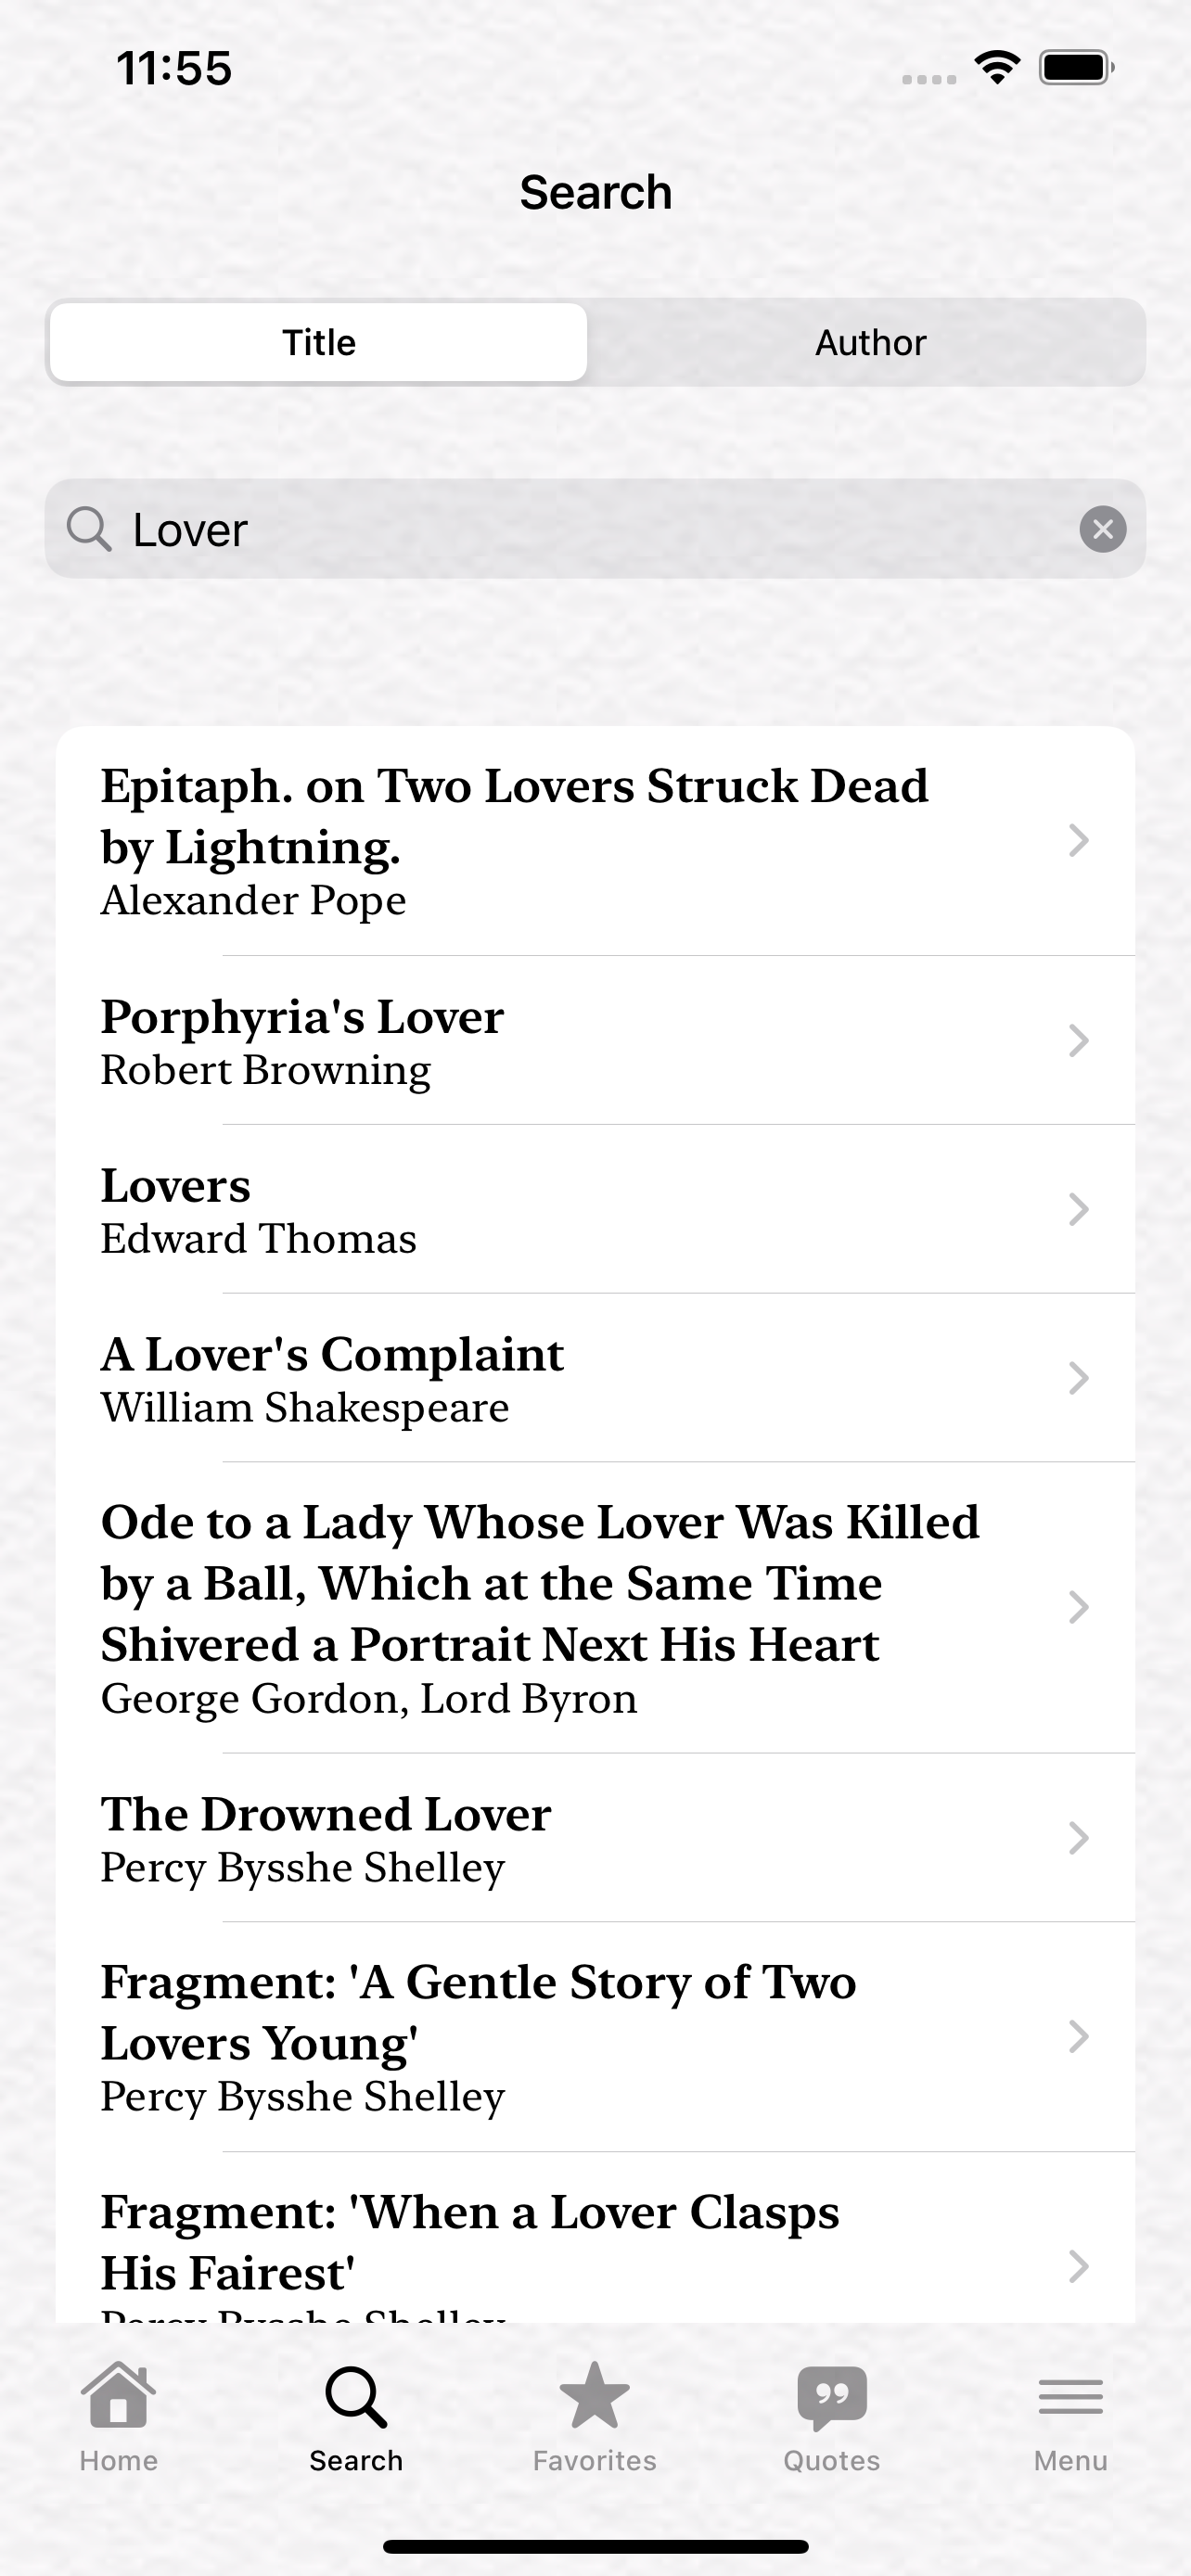 11:55
Search
Title
Author
Lover
Epitaph. on Two Lovers Struck Dead
by Lightning.
Alexander Pope
Porphyria's Lover
Robert Browning
Lovers
Edward Thomas
A Lover's Complaint
William Shakespeare
Ode to a Lady Whose Lover Was Killed
by a Ball, Which at the Same Time
Shivered a Portrait Next His Heart
George Gordon, Lord Byron
The Drowned Lover
Percy Bysshe Shelley
Fragment: 'A Gentle Story of Two
Lovers Young'
Percy Bysshe Shelley
Fragment: 'When a Lover Clasps
His Fairest'
Percy Bysshe Shelley
Home
Search
Favorites
Quotes
Menu